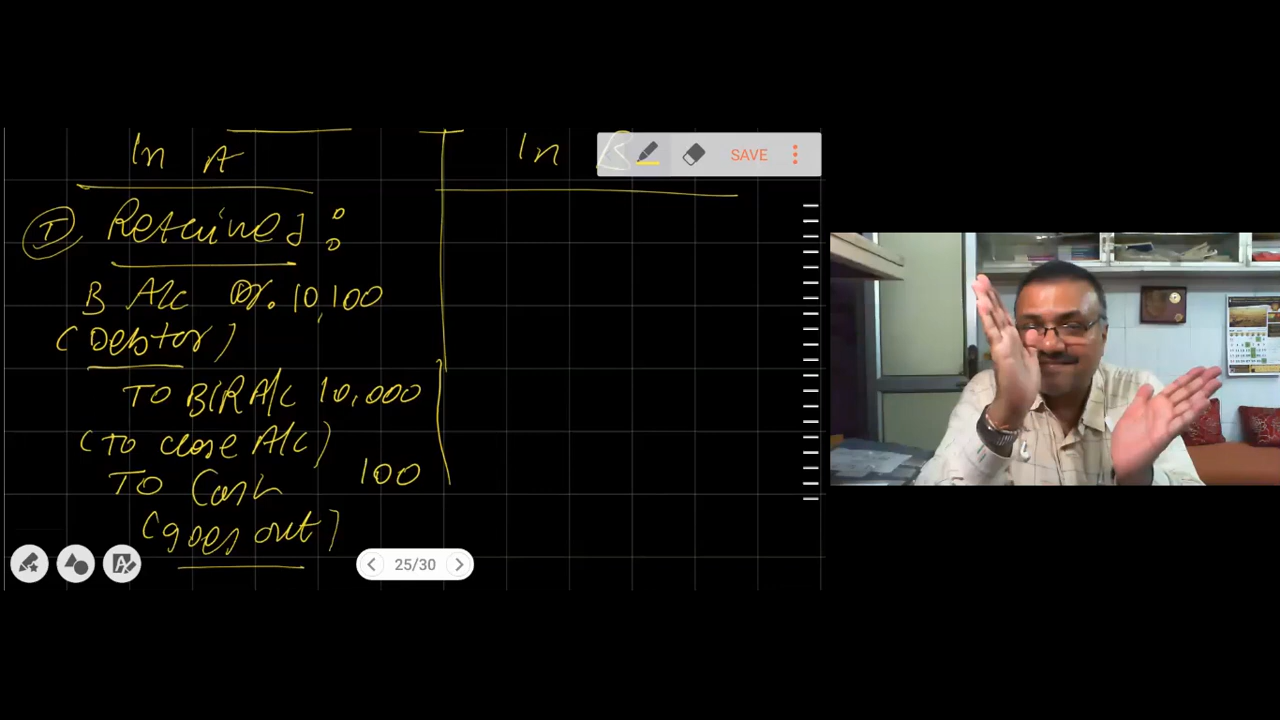 In A
In B
SAVE
I Retained:
B A/c Dr. 10,100
(Debtor)
TO B/R A/c 10,000
(To close A/c)
TO Cash 100
(goes out)
25/30